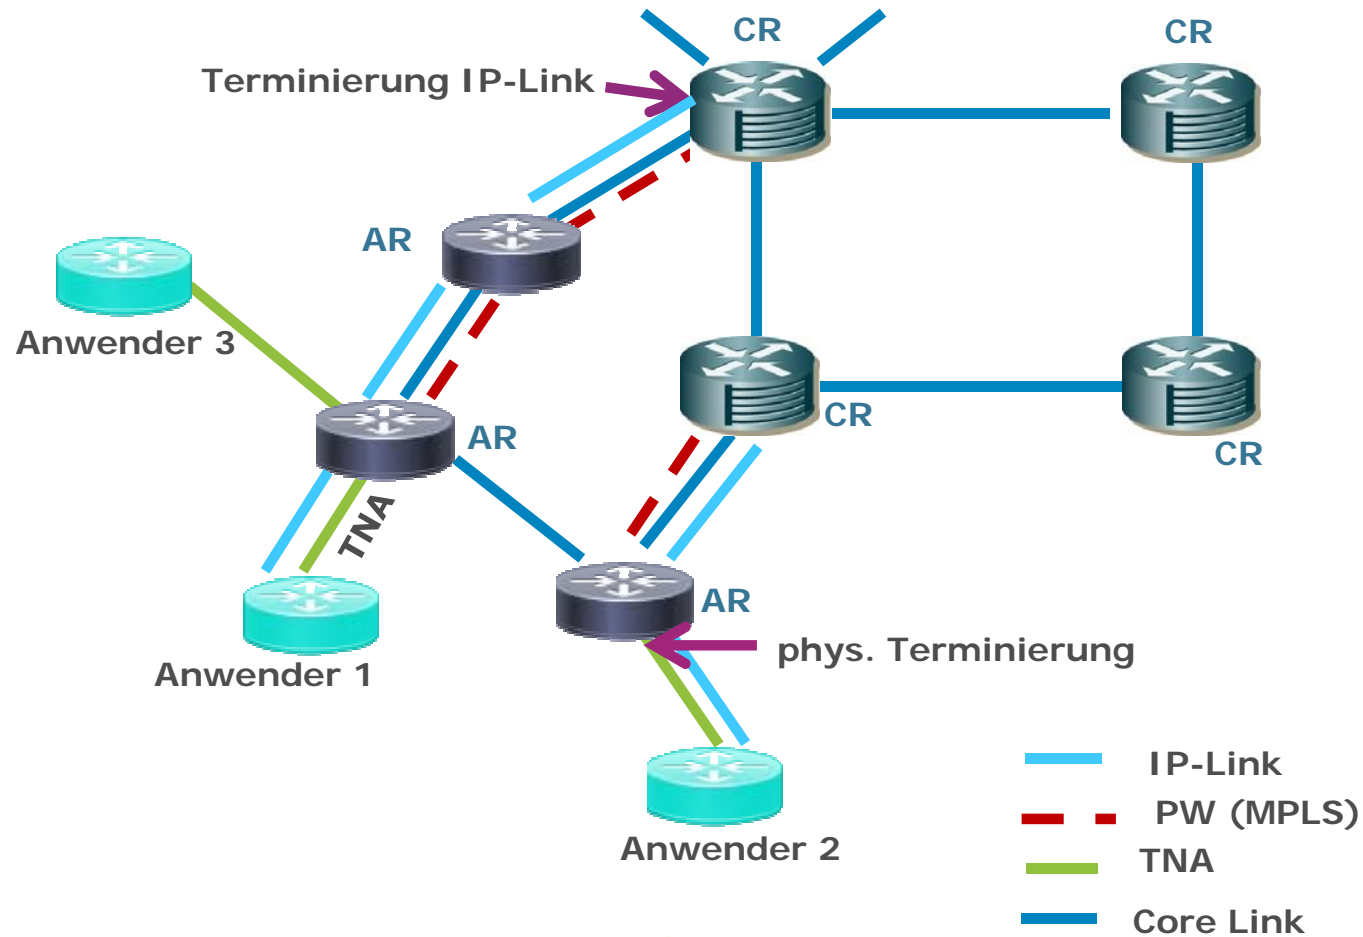 CR
CR
Terminierung IP-Link
AR
Anwender 3
CR
AR
CR
TNA
AR
phys. Terminierung
Anwender 1
IP-Link
PW (MPLS)
Anwender 2
TNA
Core Link